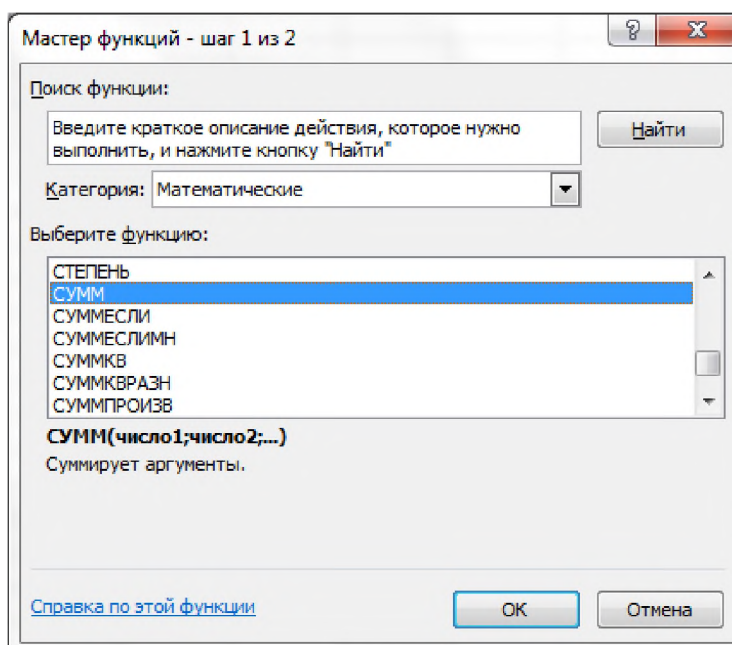 Мастер функций - шаг 1 из 2
Поиск функции:
Введите краткое описание действия, которое нужно
выполнить, и нажмите кнопку "Найти"
Найти
Категория: Математические
Выберите функцию:
СТЕПЕНЬ
СУММ
СУММЕСЛИ
СУММЕСЛИМН
СУММКВ
СУММКВРАЗН
СУММПРОИЗВ
СУММ(число1;число2;...)
Суммирует аргументы.
Справка по этой функции
ОК
Отмена